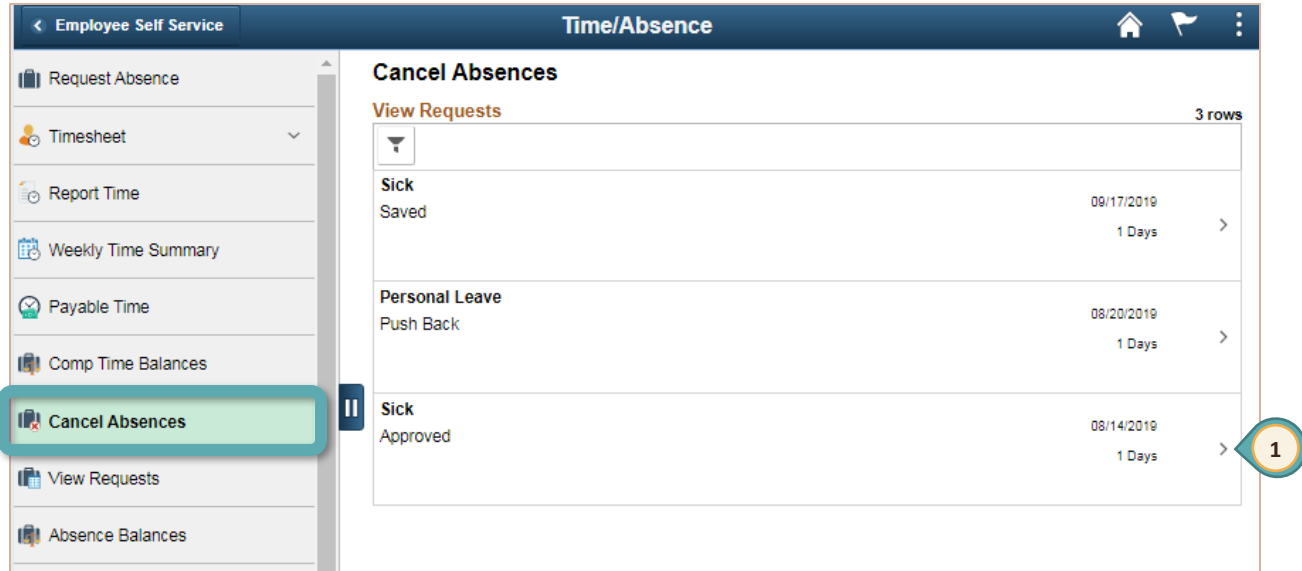 Employee Self Service
Time/Absence
Request Absence
Timesheet
Report Time
Weekly Time Summary
Payable Time
Comp Time Balances
Cancel Absences
View Requests
Absence Balances
Cancel Absences
View Requests
3 rows
Sick
09/17/2019
Saved
1 Days
Personal Leave
08/20/2019
Push Back
1 Days
Sick
08/14/2019
Approved
1 Days
1